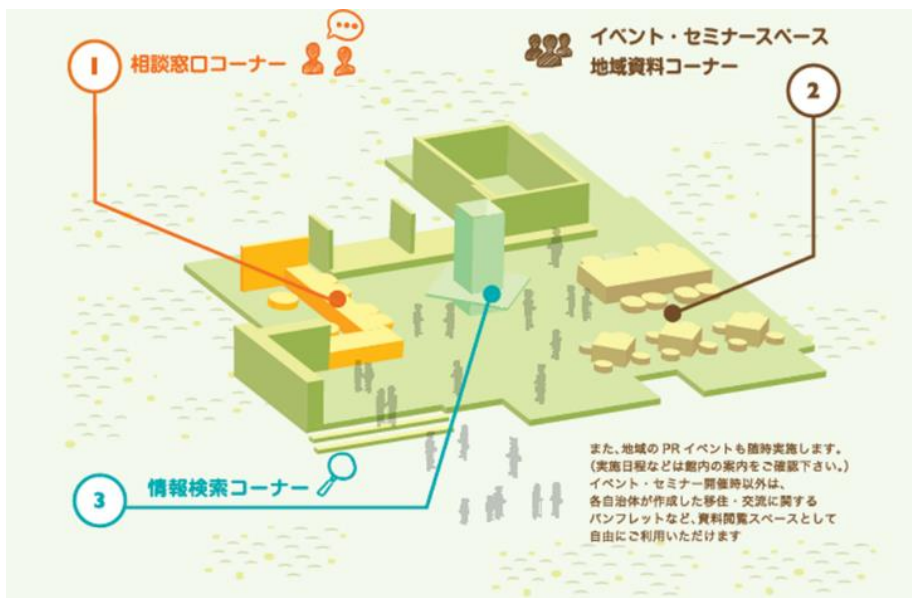 1
相談窓口コーナー
イベント・セミナースペース
地域資料コーナー
2
3
情報検索コーナー
また、地域の PR イベントも随時実施します。
(実施日程などは館内の案内をご確認下さい。)
イベント・セミナー開催時以外は、
各自治体が作成した移住・交流に関する
パンフレットなど、資料閲覧スペースとして
自由にご利用いただけます